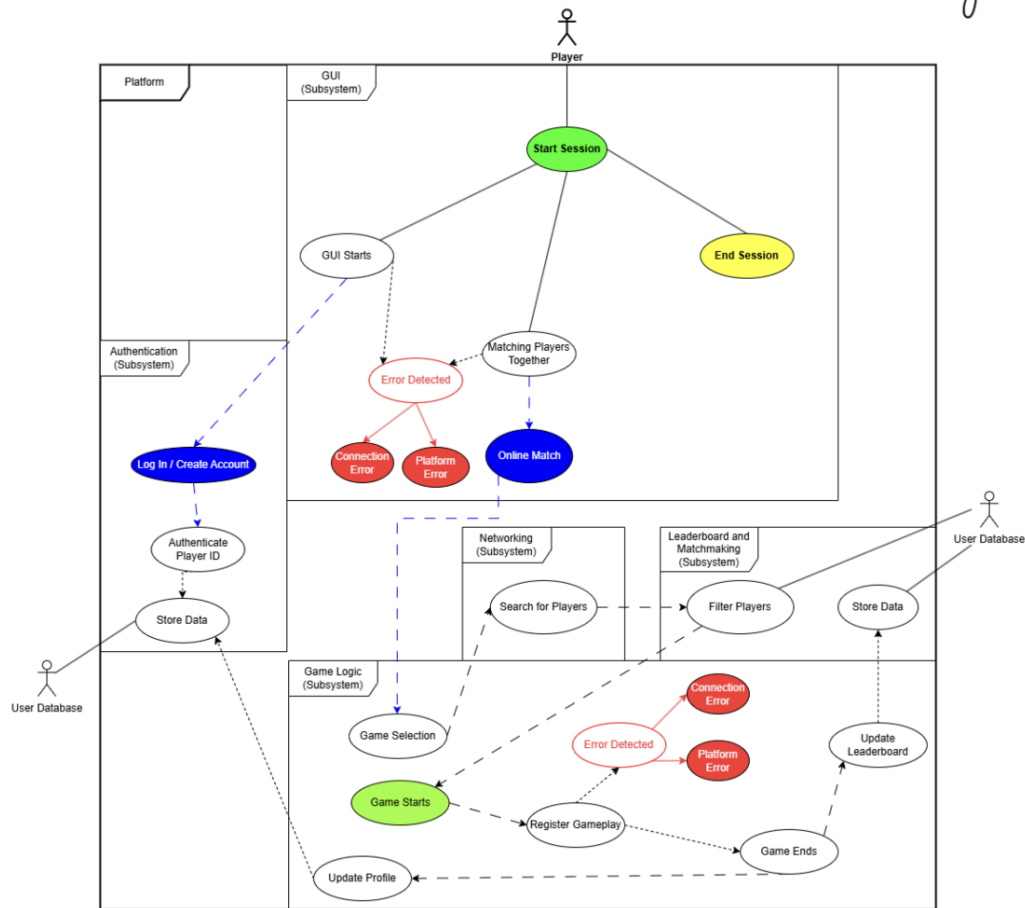 Player
Platform
GUI
(Subsystem)
Start Session
GUI Starts
End Session
Matching Players
Together
Authentication
(Subsystem)
Error Detected
Connection
Error
Platform
Error
Online Match
Log In / Create Account
Authenticate
Player ID
Store Data
User Database
Networking
(Subsystem)
Search for Players
Leaderboard and
Matchmaking
(Subsystem)
Filter Players
Store Data
User Database
Game Logic
(Subsystem)
Game Selection
Error Detected
Connection
Error
Platform
Error
Update
Leaderboard
Game Starts
Register Gameplay
Game Ends
Update Profile